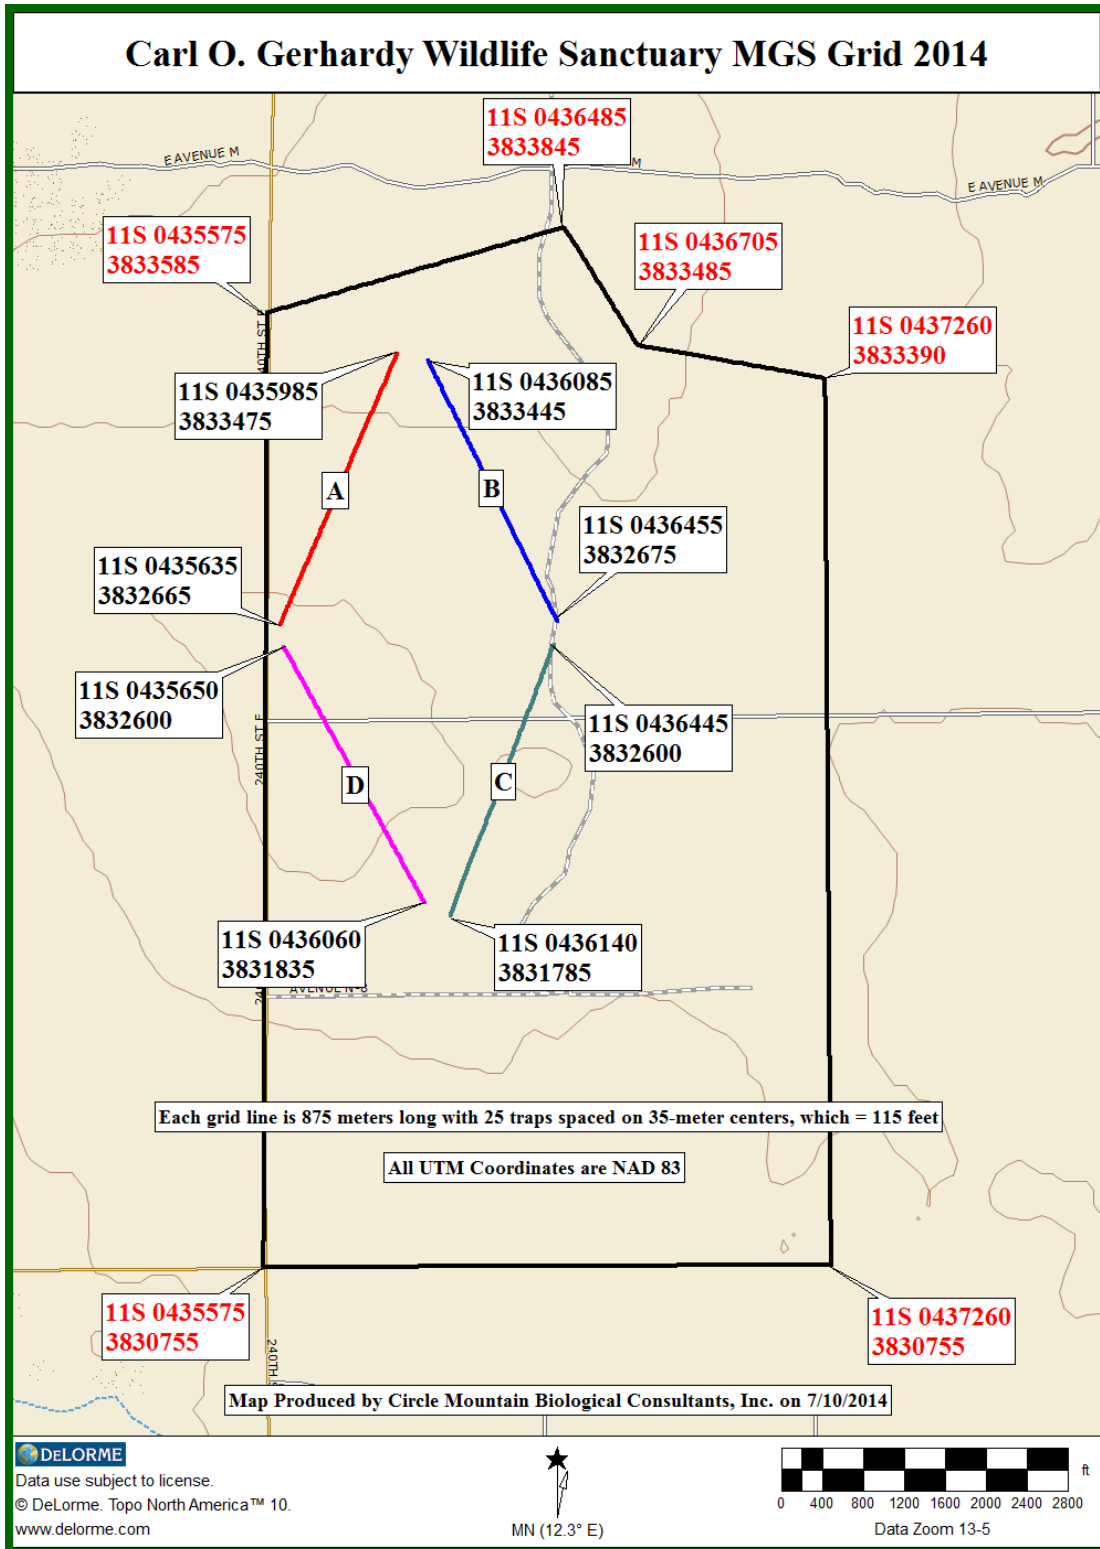 Carl O. Gerhardy Wildlife Sanctuary MGS Grid 2014
11S 0436485
3833845
E AVENUE M
M
E AVENUE M
11S 0435575
3833585
11S 0436705
3833485
11S 0437260
3833390
11S 0435985
3833475
11S 0436085
3833445
A
B
11S 0436455
3832675
11S 0435635
3832665
11S 0435650
3832600
11S 0436445
3832600
240TH ST E
D
C
11S 0436060
3831835
11S 0436140
3831785
Each grid line is 875 meters long with 25 traps spaced on 35-meter centers, which = 115 feet
All UTM Coordinates are NAD 83
11S 0435575
3830755
11S 0437260
3830755
240TH
Map Produced by Circle Mountain Biological Consultants, Inc. on 7/10/2014
DELORME
Data use subject to license.
© DeLorme. Topo North America™ 10.
www.delorme.com
MN (12.3° E)
ft
0 400 800 1200 1600 2000 2400 2800
Data Zoom 13-5